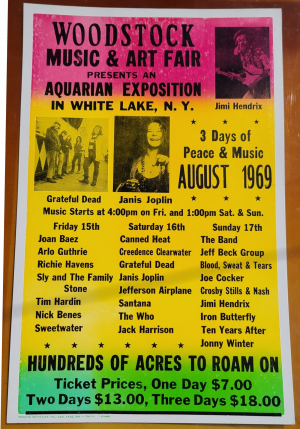 WOODSTOCK
MUSIC & ART FAIR
PRESENTS AN
AQUARIAN EXPOSITION
IN WHITE LAKE, N. Y.
Jimi Hendrix
3 Days of
Peace & Music
AUGUST 1969
Grateful Dead
Janis Joplin
Music Starts at 4:00pm on Fri. and 1:00pm Sat. & Sun.
Friday 15th
Joan Baez
Arlo Guthrie
Richie Havens
Sly and The Family
Stone
Tim Hardin
Nick Benes
Sweetwater
Saturday 16th
Canned Heat
Creedence Clearwater
Grateful Dead
Janis Joplin
Jefferson Airplane
Santana
The Who
Jack Harrison
Sunday 17th
The Band
Jeff Beck Group
Blood, Sweat & Tears
Joe Cocker
Crosby Stills & Nash
Jimi Hendrix
Iron Butterfly
Ten Years After
Jonny Winter
HUNDREDS OF ACRES TO ROAM ON
Ticket Prices, One Day $7.00
Two Days $13.00, Three Days $18.00